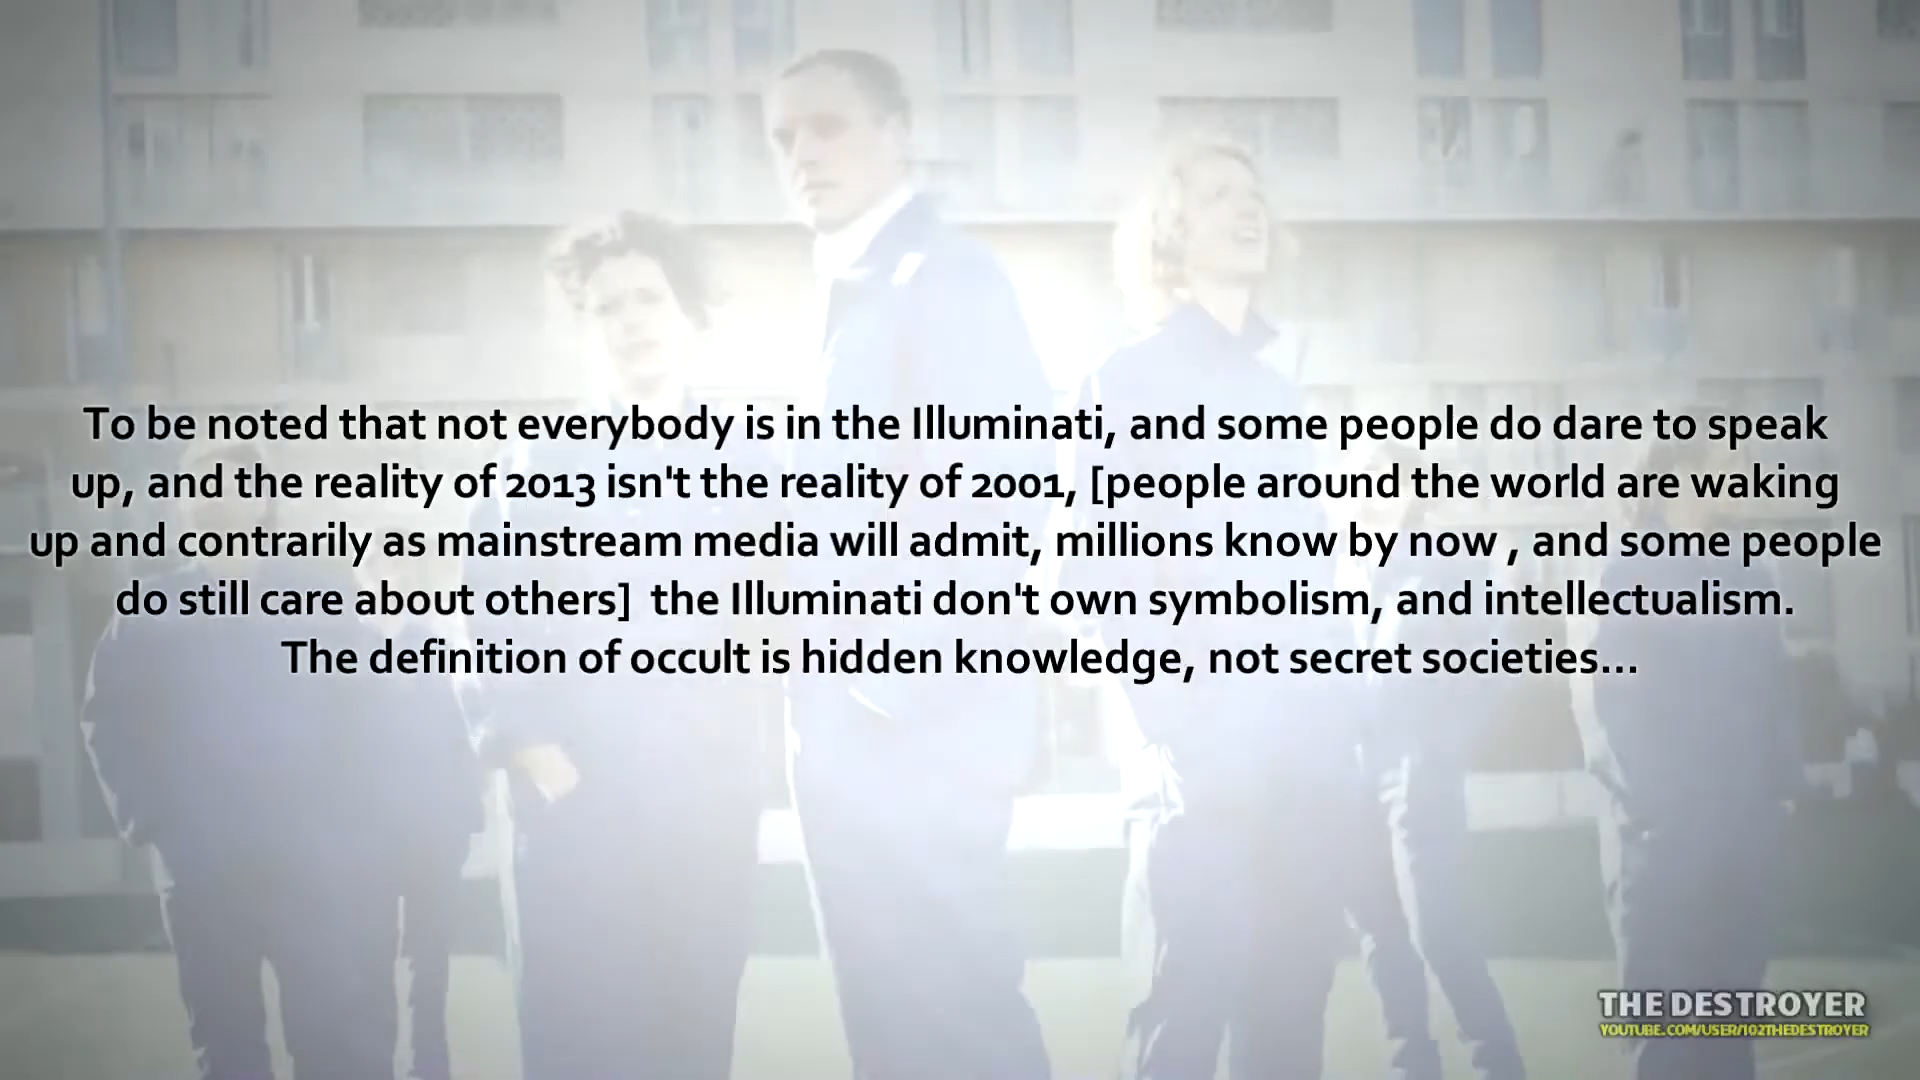 To be noted that not everybody is in the Illuminati, and some people do dare to speak
up, and the reality of 2013 isn't the reality of 2001, [people around the world are waking
up and contrarily as mainstream media will admit, millions know by now , and some people
do still care about others]  the Illuminati don't own symbolism, and intellectualism.
The definition of occult is hidden knowledge, not secret societies...
THE DESTROYER
YOUTUBE.COM/USER/102THEDESTROYER